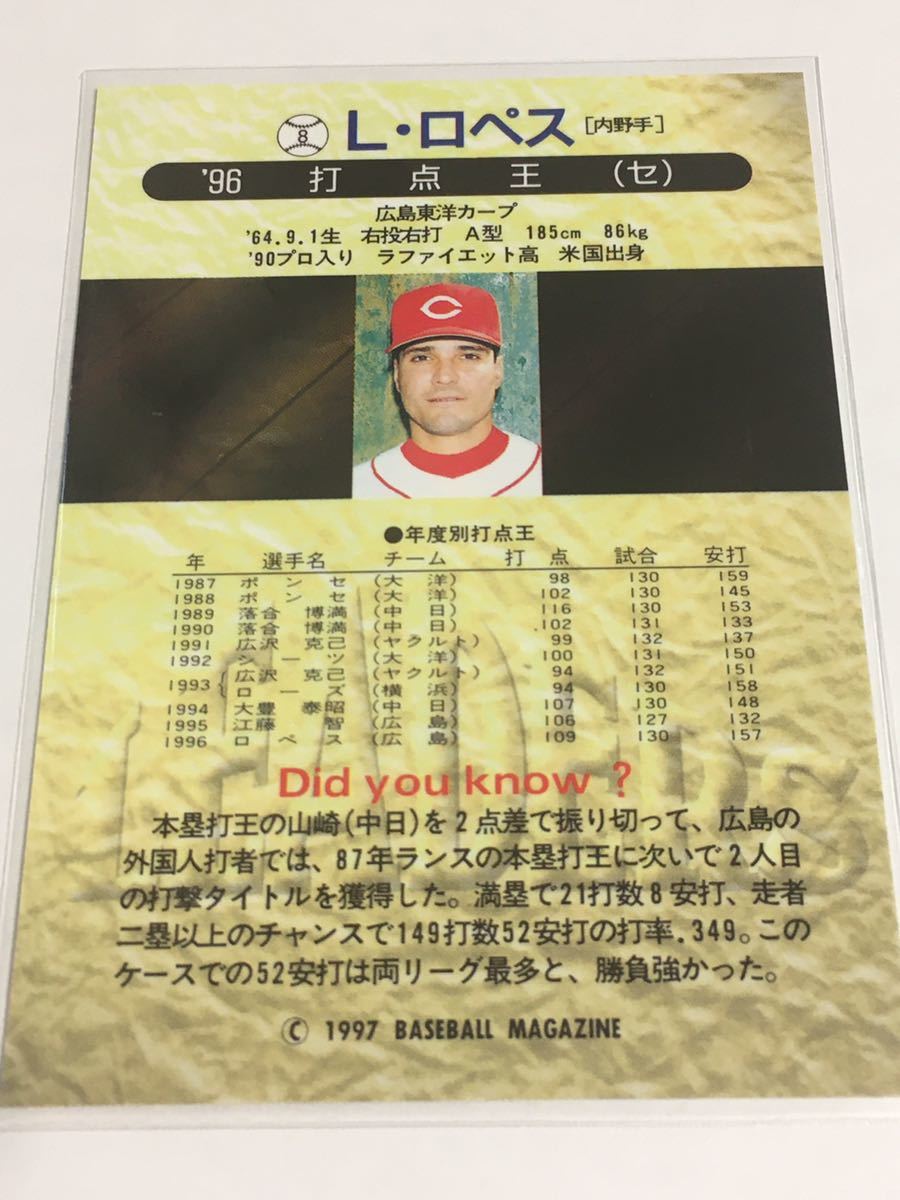 8 L・ロペス [内野手]
'96 打点王 (セ)
広島東洋カープ
'64.9.1生 右投右打 A型 185cm 86kg
'90プロ入り ラファイエット高 米国出身
C
●年度別打点王
年 選手名 チーム 打点 試合 安打
1987 ポンセ (大洋) 98 130 159
1988 ポンセ (大洋) 102 130 145
1989 落合博満 (中日) 116 130 153
1990 落合博満 (中日) 102 131 133
1991 広沢克己 (ヤクルト) 99 132 137
1992 シーツ (大洋) 100 131 150
1993 { 広沢克己 (ヤクルト) 94 132 151
ローズ (横浜) 94 130 158
1994 大豊泰昭 (中日) 107 130 148
1995 江藤智 (広島) 106 127 132
1996 ロペス (広島) 109 130 157
Did you know ?
本塁打王の山崎(中日)を2点差で振り切って、広島の
外国人打者では、87年ランスの本塁打王に次いで2人目
の打撃タイトルを獲得した。満塁で21打数8安打、走者
二塁以上のチャンスで149打数52安打の打率.349。この
ケースでの52安打は両リーグ最多と、勝負強かった。
© 1997 BASEBALL MAGAZINE